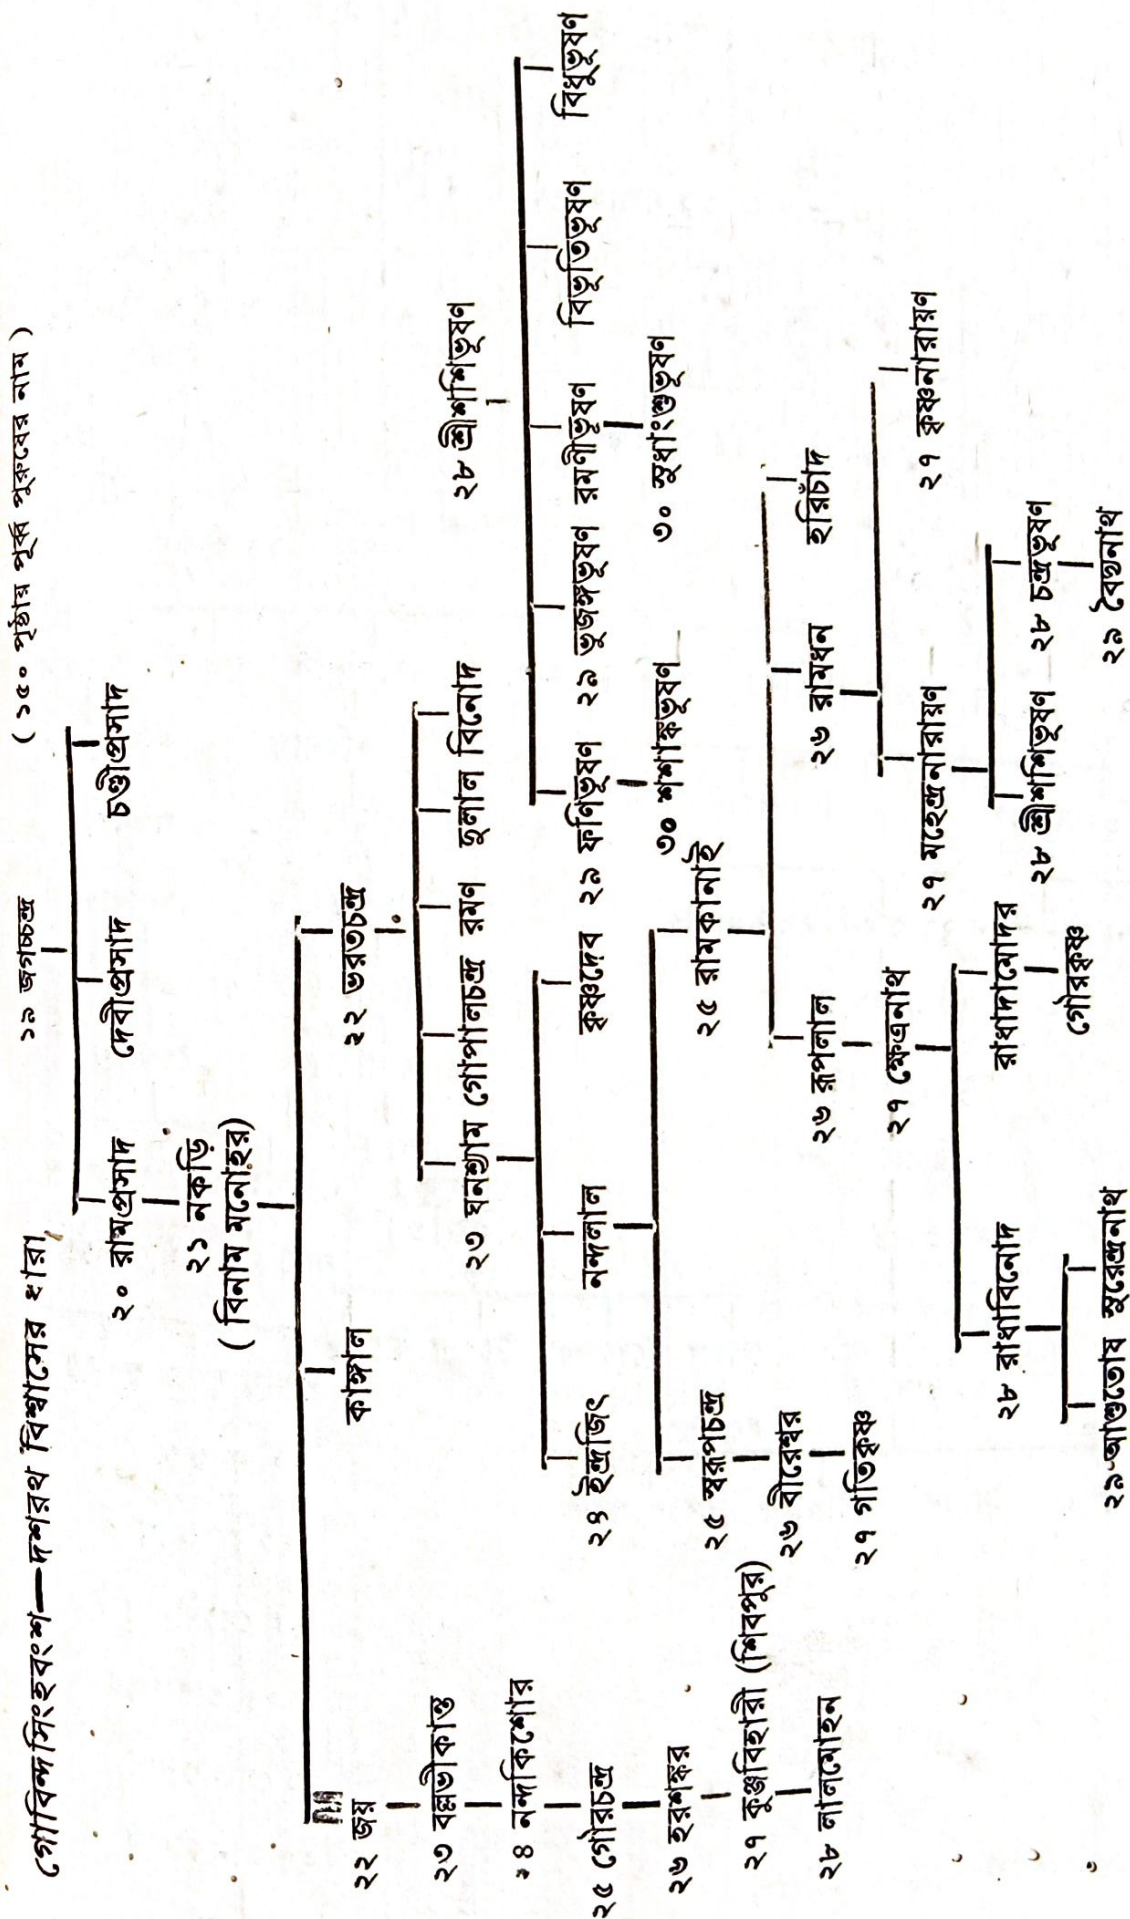 গোবিন্দসিংহবংশ—দশরথ বিশ্বাসের ধারা
১৯ জগচ্চন্দ্র ( ১৫০ পৃষ্ঠায় পূর্ব্ব পুরুষের নাম )
২০ রামপ্রসাদ দেবীপ্রসাদ চণ্ডীপ্রসাদ
২১ নকড়ি
( বিনাম মনোহর)
২২ জয় কাঙ্গাল ২২ ভরতচন্দ্র
২৩ বল্লভীকান্ত ২৩ ঘনশ্যাম গোপালচন্দ্র রমণ দুলাল বিনোদ ২৮ শ্রীশশিভূষণ
২৪ নন্দকিশোর ২৪ ইন্দ্রজিৎ নন্দলাল কৃষ্ণদেব ২৯ ফণিভূষণ ২৯ ভুজঙ্গভূষণ রমণীভূষণ বিভূতিভূষণ বিধুভূষণ
৩০ শশাঙ্কভূষণ ৩০ সুধাংশুভূষণ
২৫ গৌরচন্দ্র ২৫ স্বরূপচন্দ্র ২৫ রামকানাই
২৬ হরশঙ্কর ২৬ বীরেশ্বর ২৬ রূপলাল ২৬ রামধন হরিচাঁদ
২৭ কুঞ্জবিহারী (শিবপুর) ২৭ গতিকৃষ্ণ ২৭ ক্ষেত্রনাথ ২৭ মহেন্দ্রনারায়ণ ২৭ কৃষ্ণনারায়ণ
২৮ লালমোহন ২৮ রাধাবিনোদ রাধাদামোদর ২৮ শ্রীশশিভূষণ ২৮ চন্দ্রভূষণ
২৯ আশুতোষ সুরেন্দ্রনাথ গৌরকৃষ্ণ ২৯ বৈদ্যনাথ